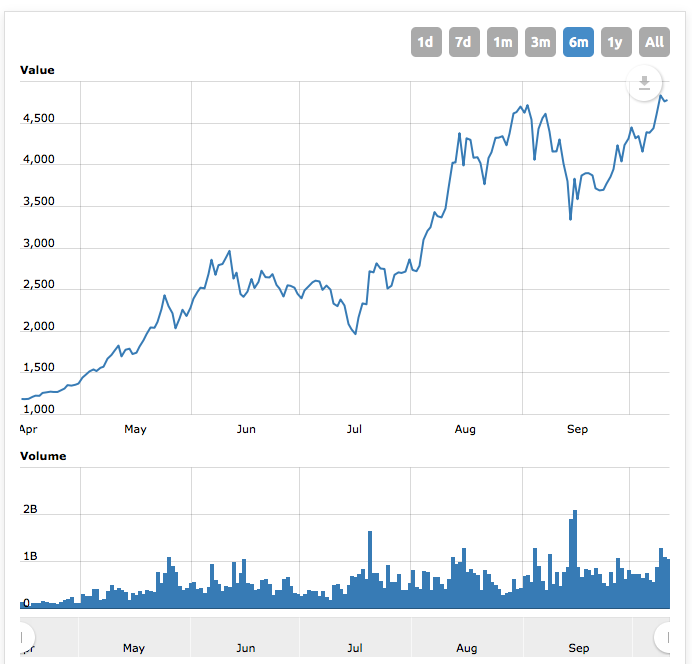 1d 7d 1m 3m 6m 1y All
Value
4,500
4,000
3,500
3,000
2,500
2,000
1,500
1,000
Apr May Jun Jul Aug Sep
Volume
2B
1B
0
May Jun Jul Aug Sep